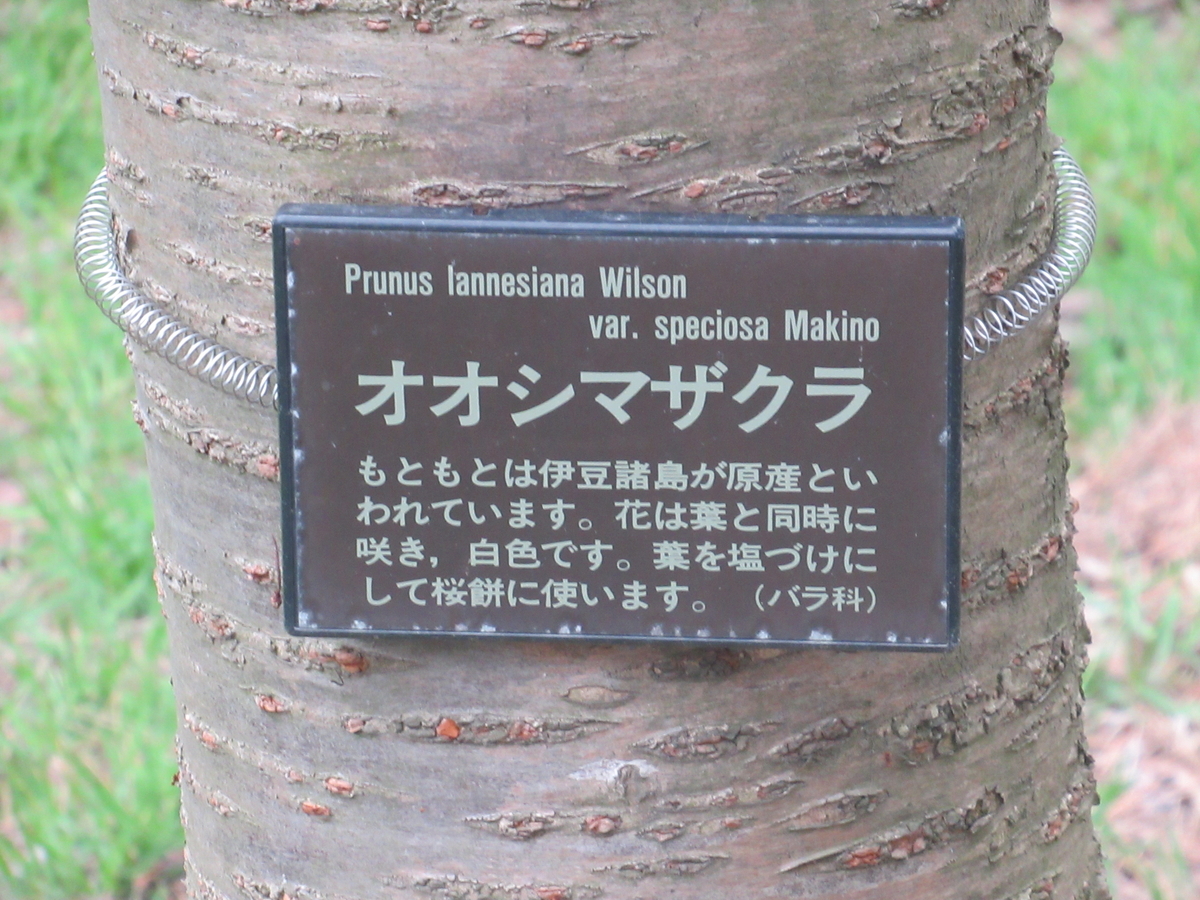 Prunus lannesiana Wilson
var. speciosa Makino
オオシマザクラ
もともとは伊豆諸島が原産とい
われています。花は葉と同時に
咲き，白色です。葉を塩づけに
して桜餅に使います。（バラ科）